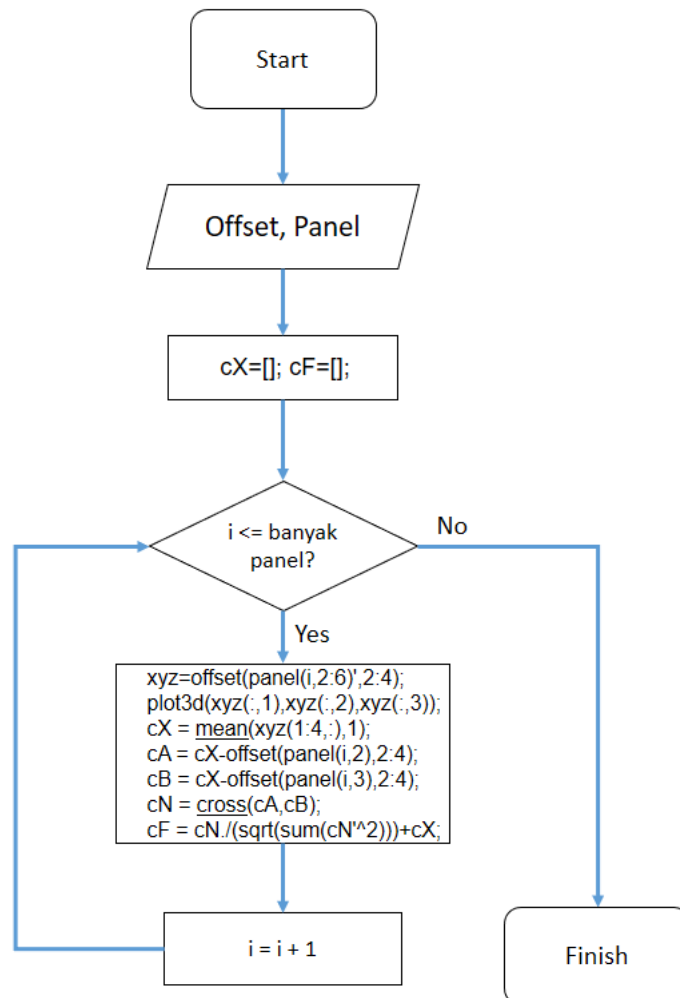 Start
Offset, Panel
cX=[]; cF=[];
i <= banyak
panel?
No
Yes
xyz=offset(panel(i,2:6)',2:4);
plot3d(xyz(:,1),xyz(:,2),xyz(:,3));
cX = mean(xyz(1:4,:),1);
cA = cX-offset(panel(i,2),2:4);
cB = cX-offset(panel(i,3),2:4);
cN = cross(cA,cB);
cF = cN./(sqrt(sum(cN'^2)))+cX;
i = i + 1
Finish